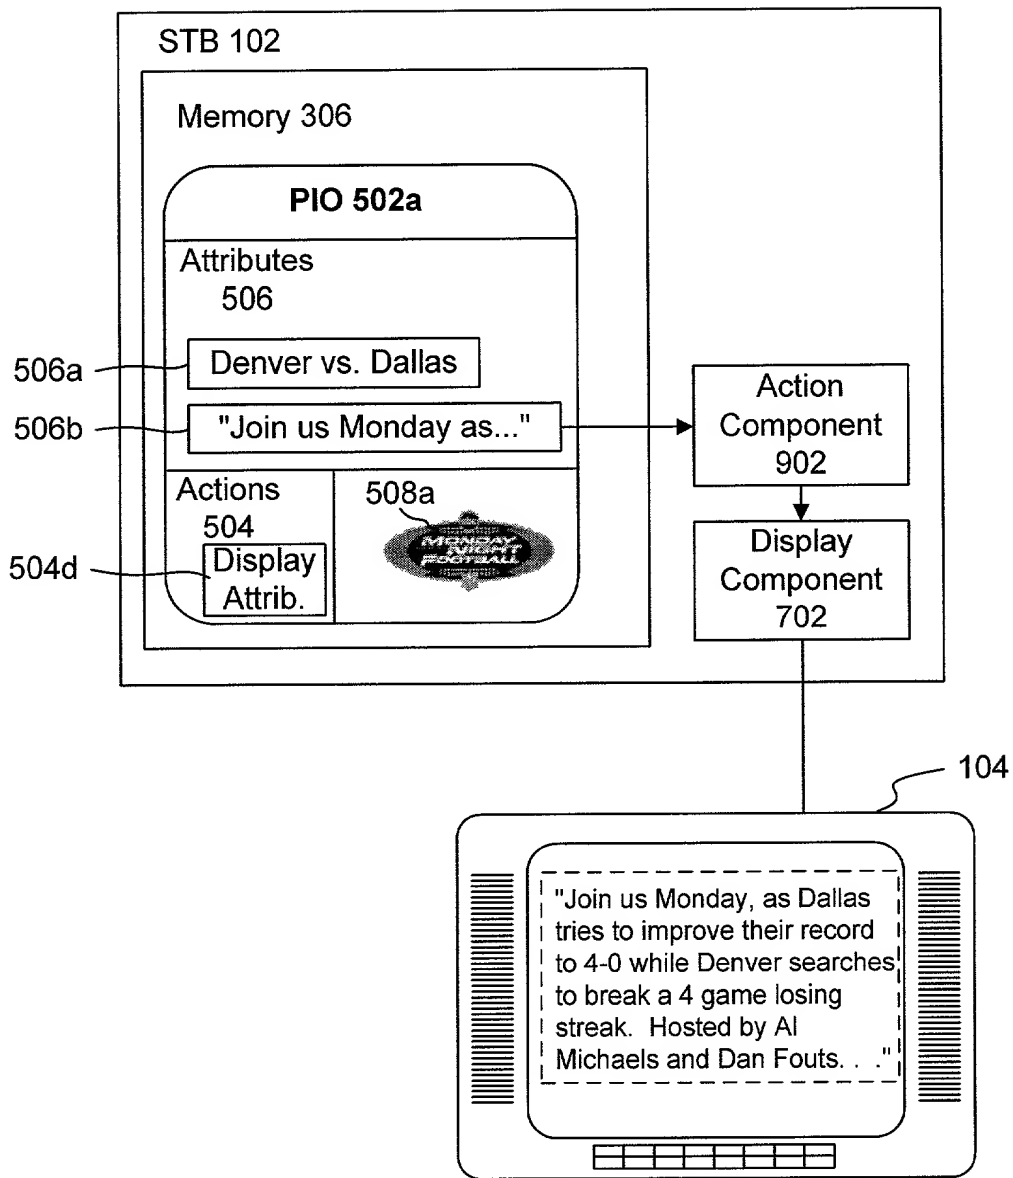 STB 102
Memory 306
PIO 502a
Attributes
506
506a
Denver vs. Dallas
506b
"Join us Monday as..."
Action
Component
902
Actions
504
508a
MONDAY
NIGHT
FOOTBALL
504d
Display
Attrib.
Display
Component
702
104
"Join us Monday, as Dallas
tries to improve their record
to 4-0 while Denver searches
to break a 4 game losing
streak. Hosted by Al
Michaels and Dan Fouts. . ."